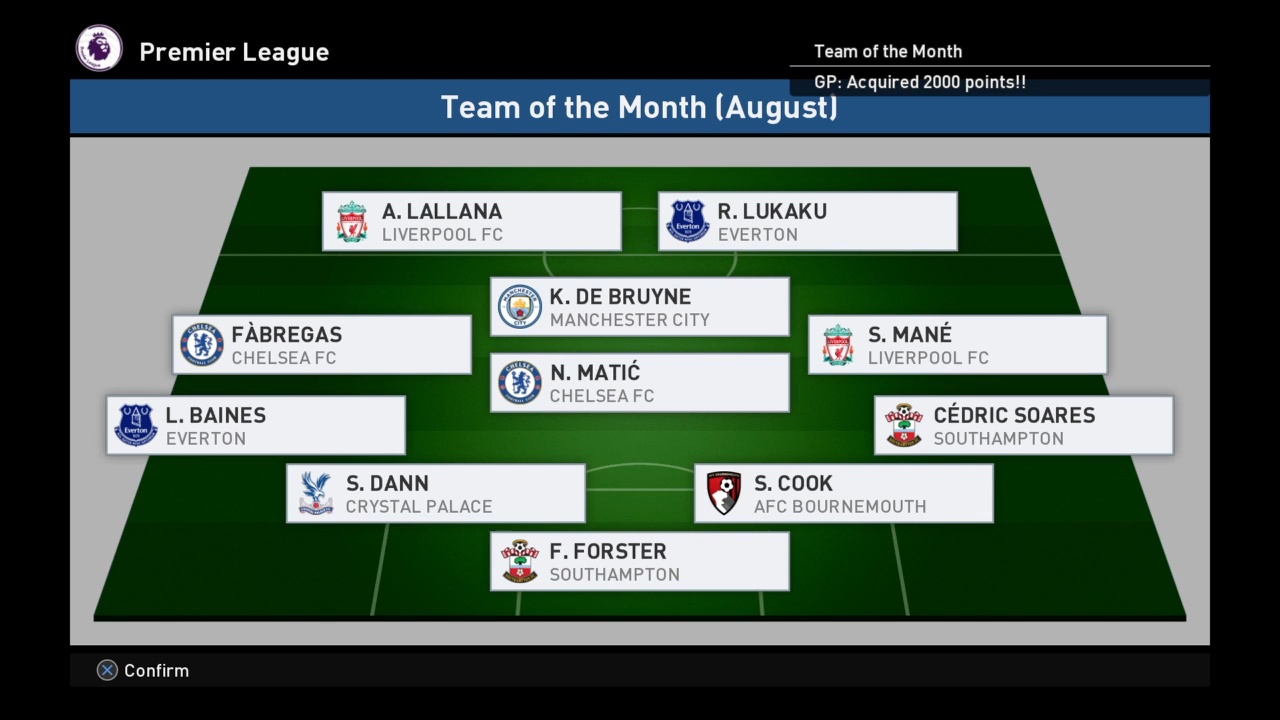 Premier League
Team of the Month
GP: Acquired 2000 points!!
Team of the Month (August)
A. LALLANA
LIVERPOOL FC
R. LUKAKU
EVERTON
K. DE BRUYNE
MANCHESTER CITY
FÀBREGAS
CHELSEA FC
S. MANÉ
LIVERPOOL FC
N. MATIĆ
CHELSEA FC
L. BAINES
EVERTON
CÉDRIC SOARES
SOUTHAMPTON
S. DANN
CRYSTAL PALACE
S. COOK
AFC BOURNEMOUTH
F. FORSTER
SOUTHAMPTON
Confirm